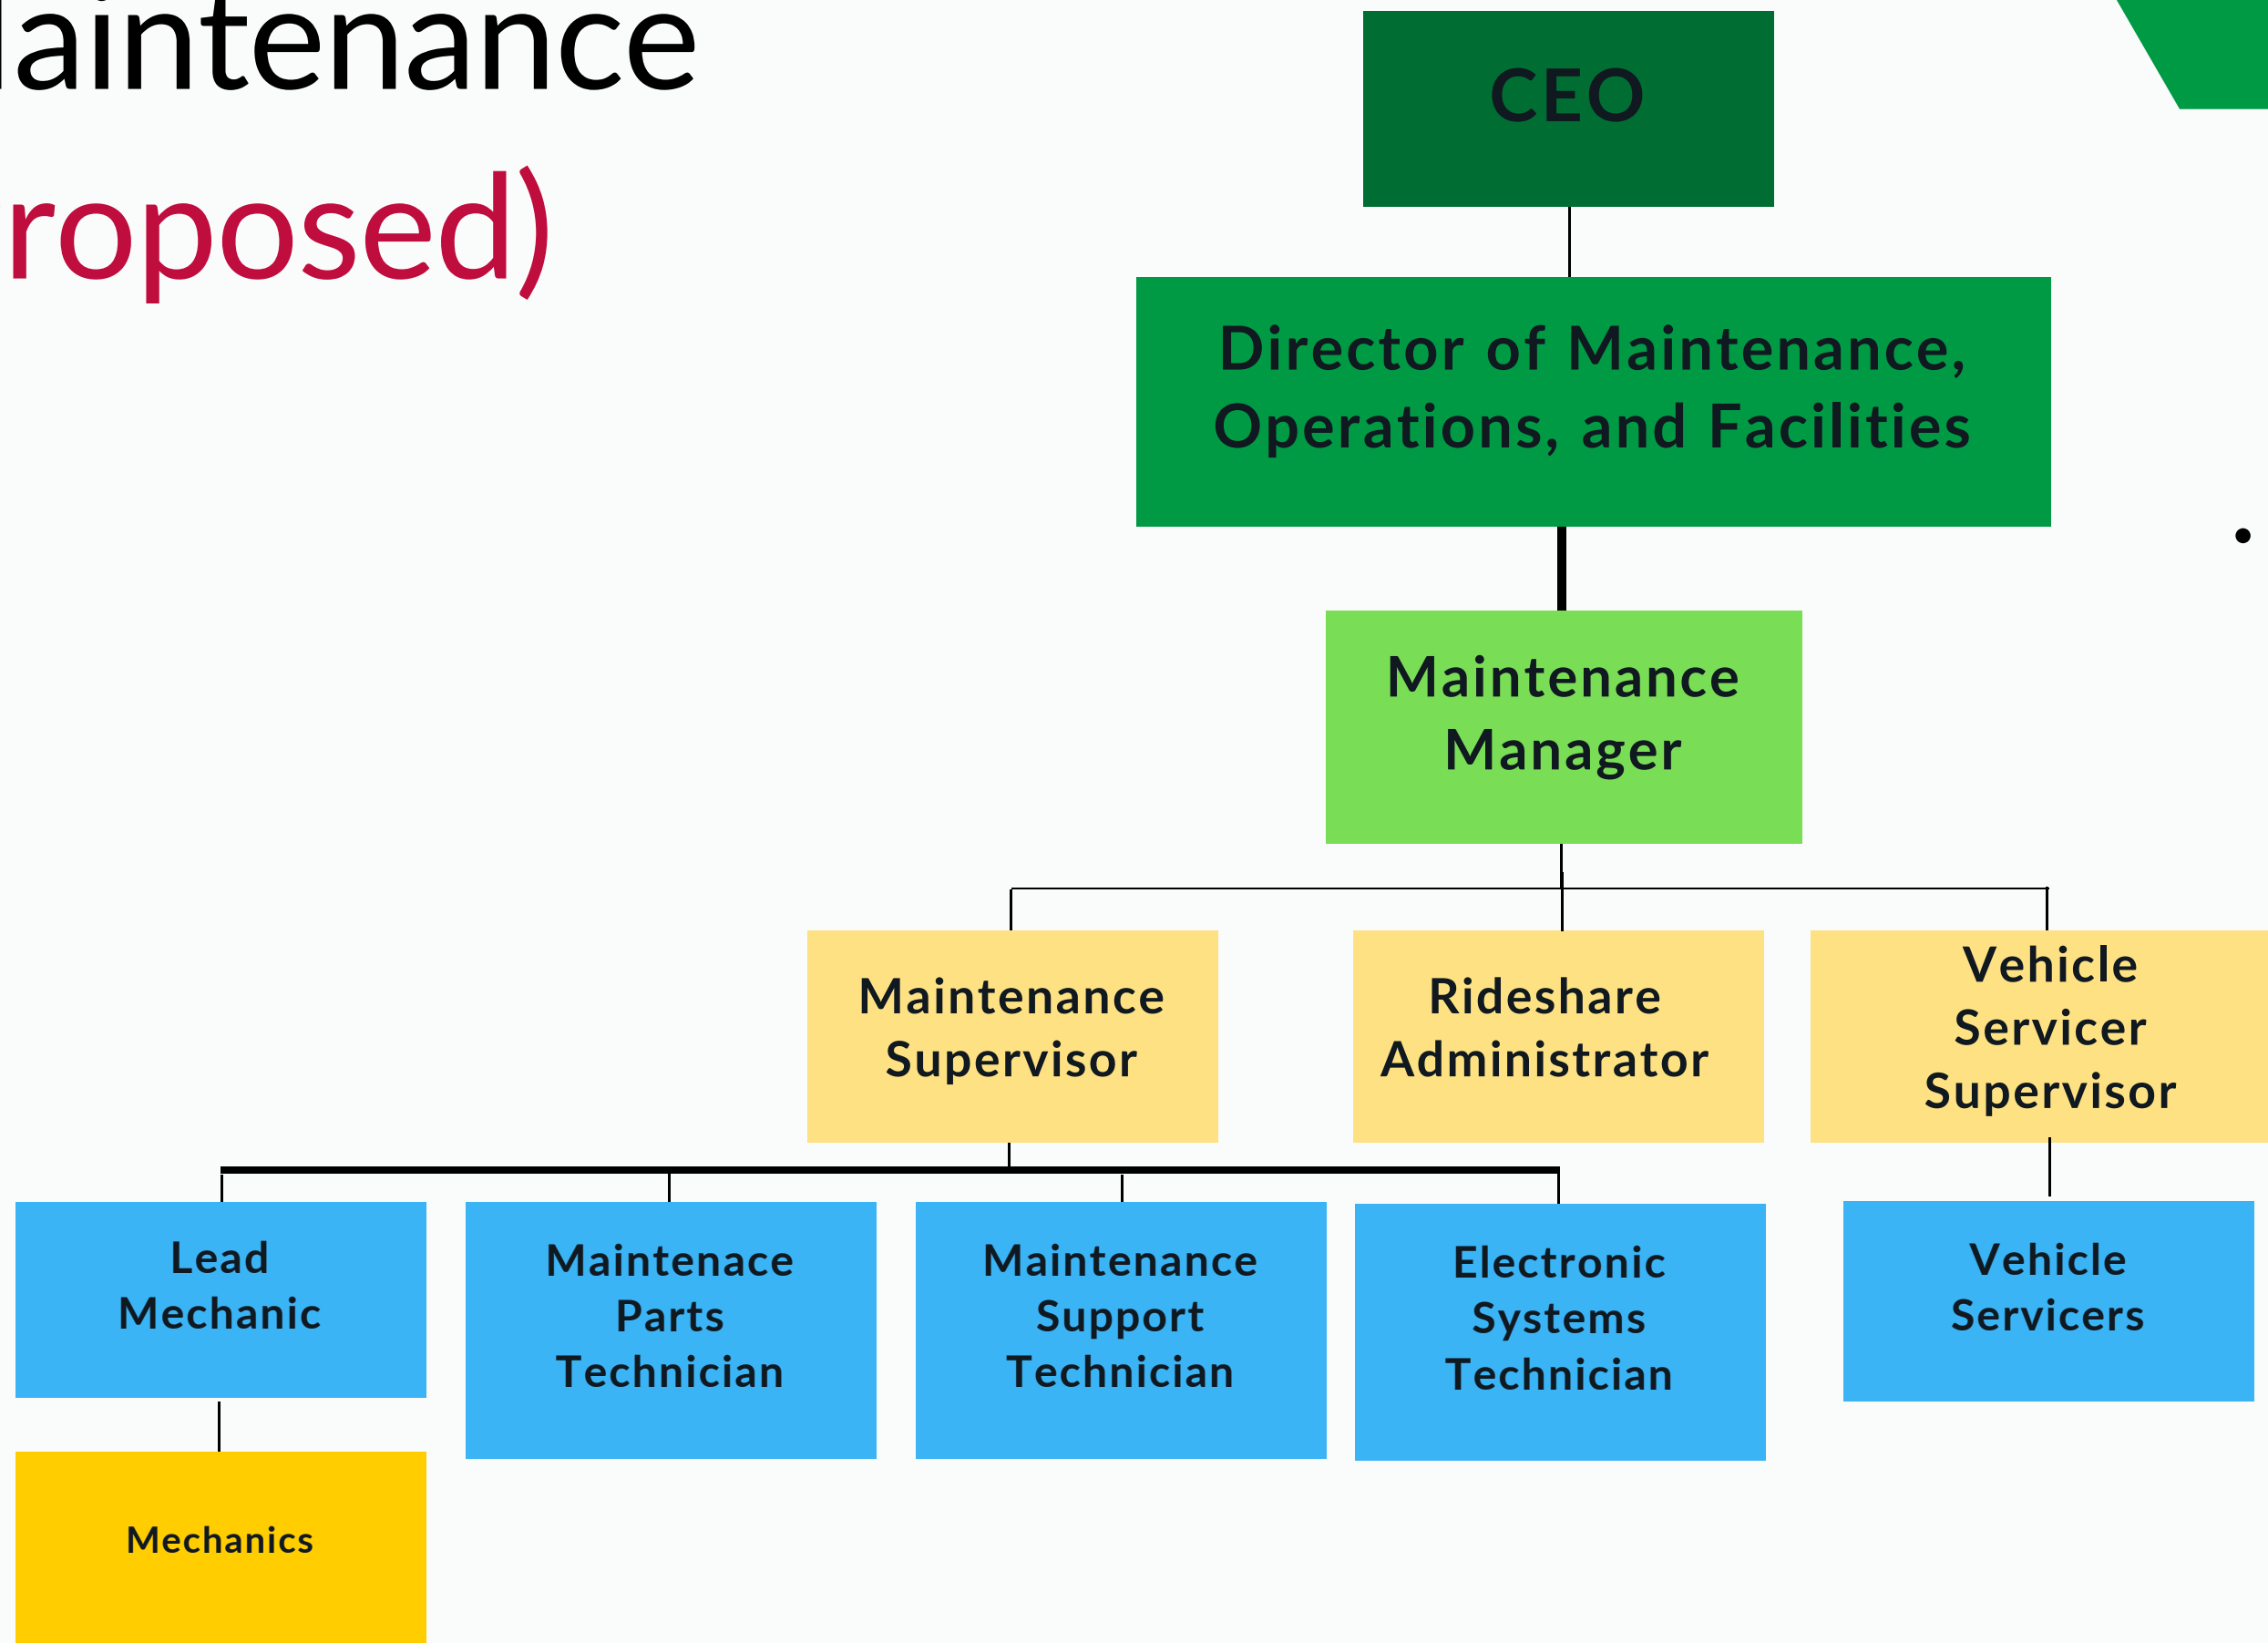 aintenance
roposed)
CEO
Director of Maintenance,
Operations, and Facilities
•
Maintenance
Manager
Maintenance
Supervisor
Rideshare
Administrator
Vehicle
Servicer
Supervisor
Lead
Mechanic
Maintenace
Parts
Technician
Maintenance
Support
Technician
Electronic
Systems
Technician
Vehicle
Servicers
Mechanics